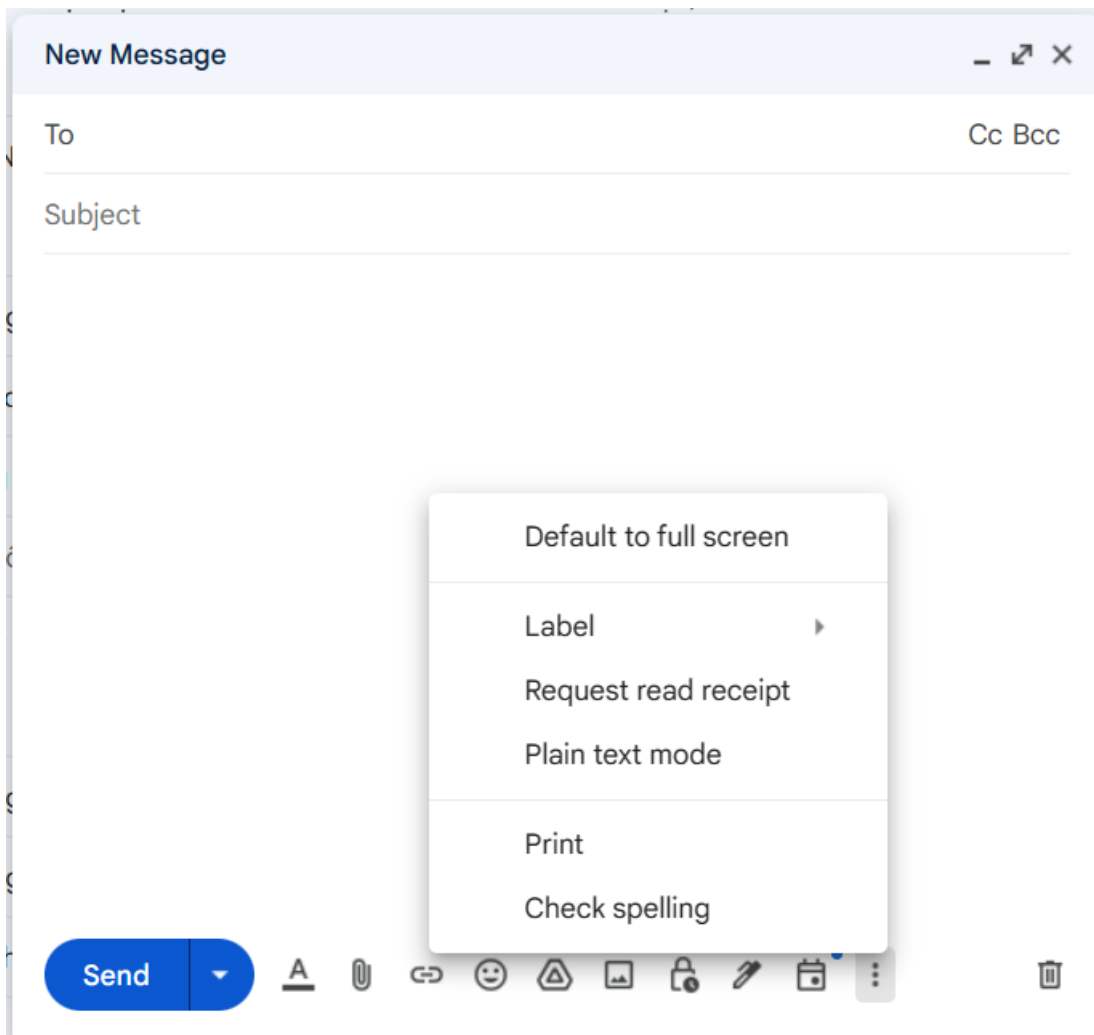 New Message
To Cc Bcc
Subject
Default to full screen
Label
Request read receipt
Plain text mode
Print
Check spelling
Send